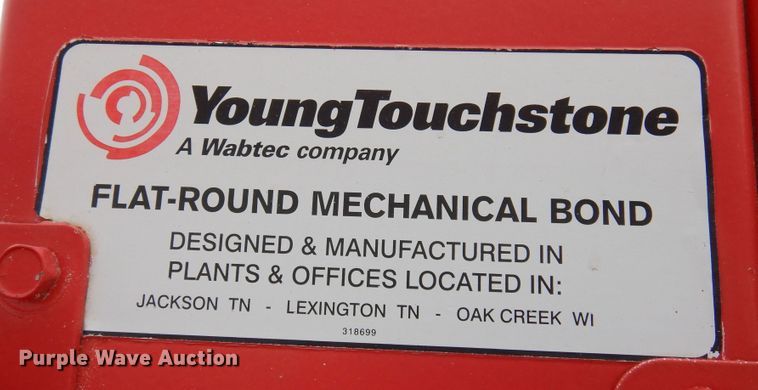 YoungTouchstone
A Wabtec company
FLAT-ROUND MECHANICAL BOND
DESIGNED & MANUFACTURED IN
PLANTS & OFFICES LOCATED IN:
JACKSON TN - LEXINGTON TN - OAK CREEK WI
318699
Purple Wave Auction